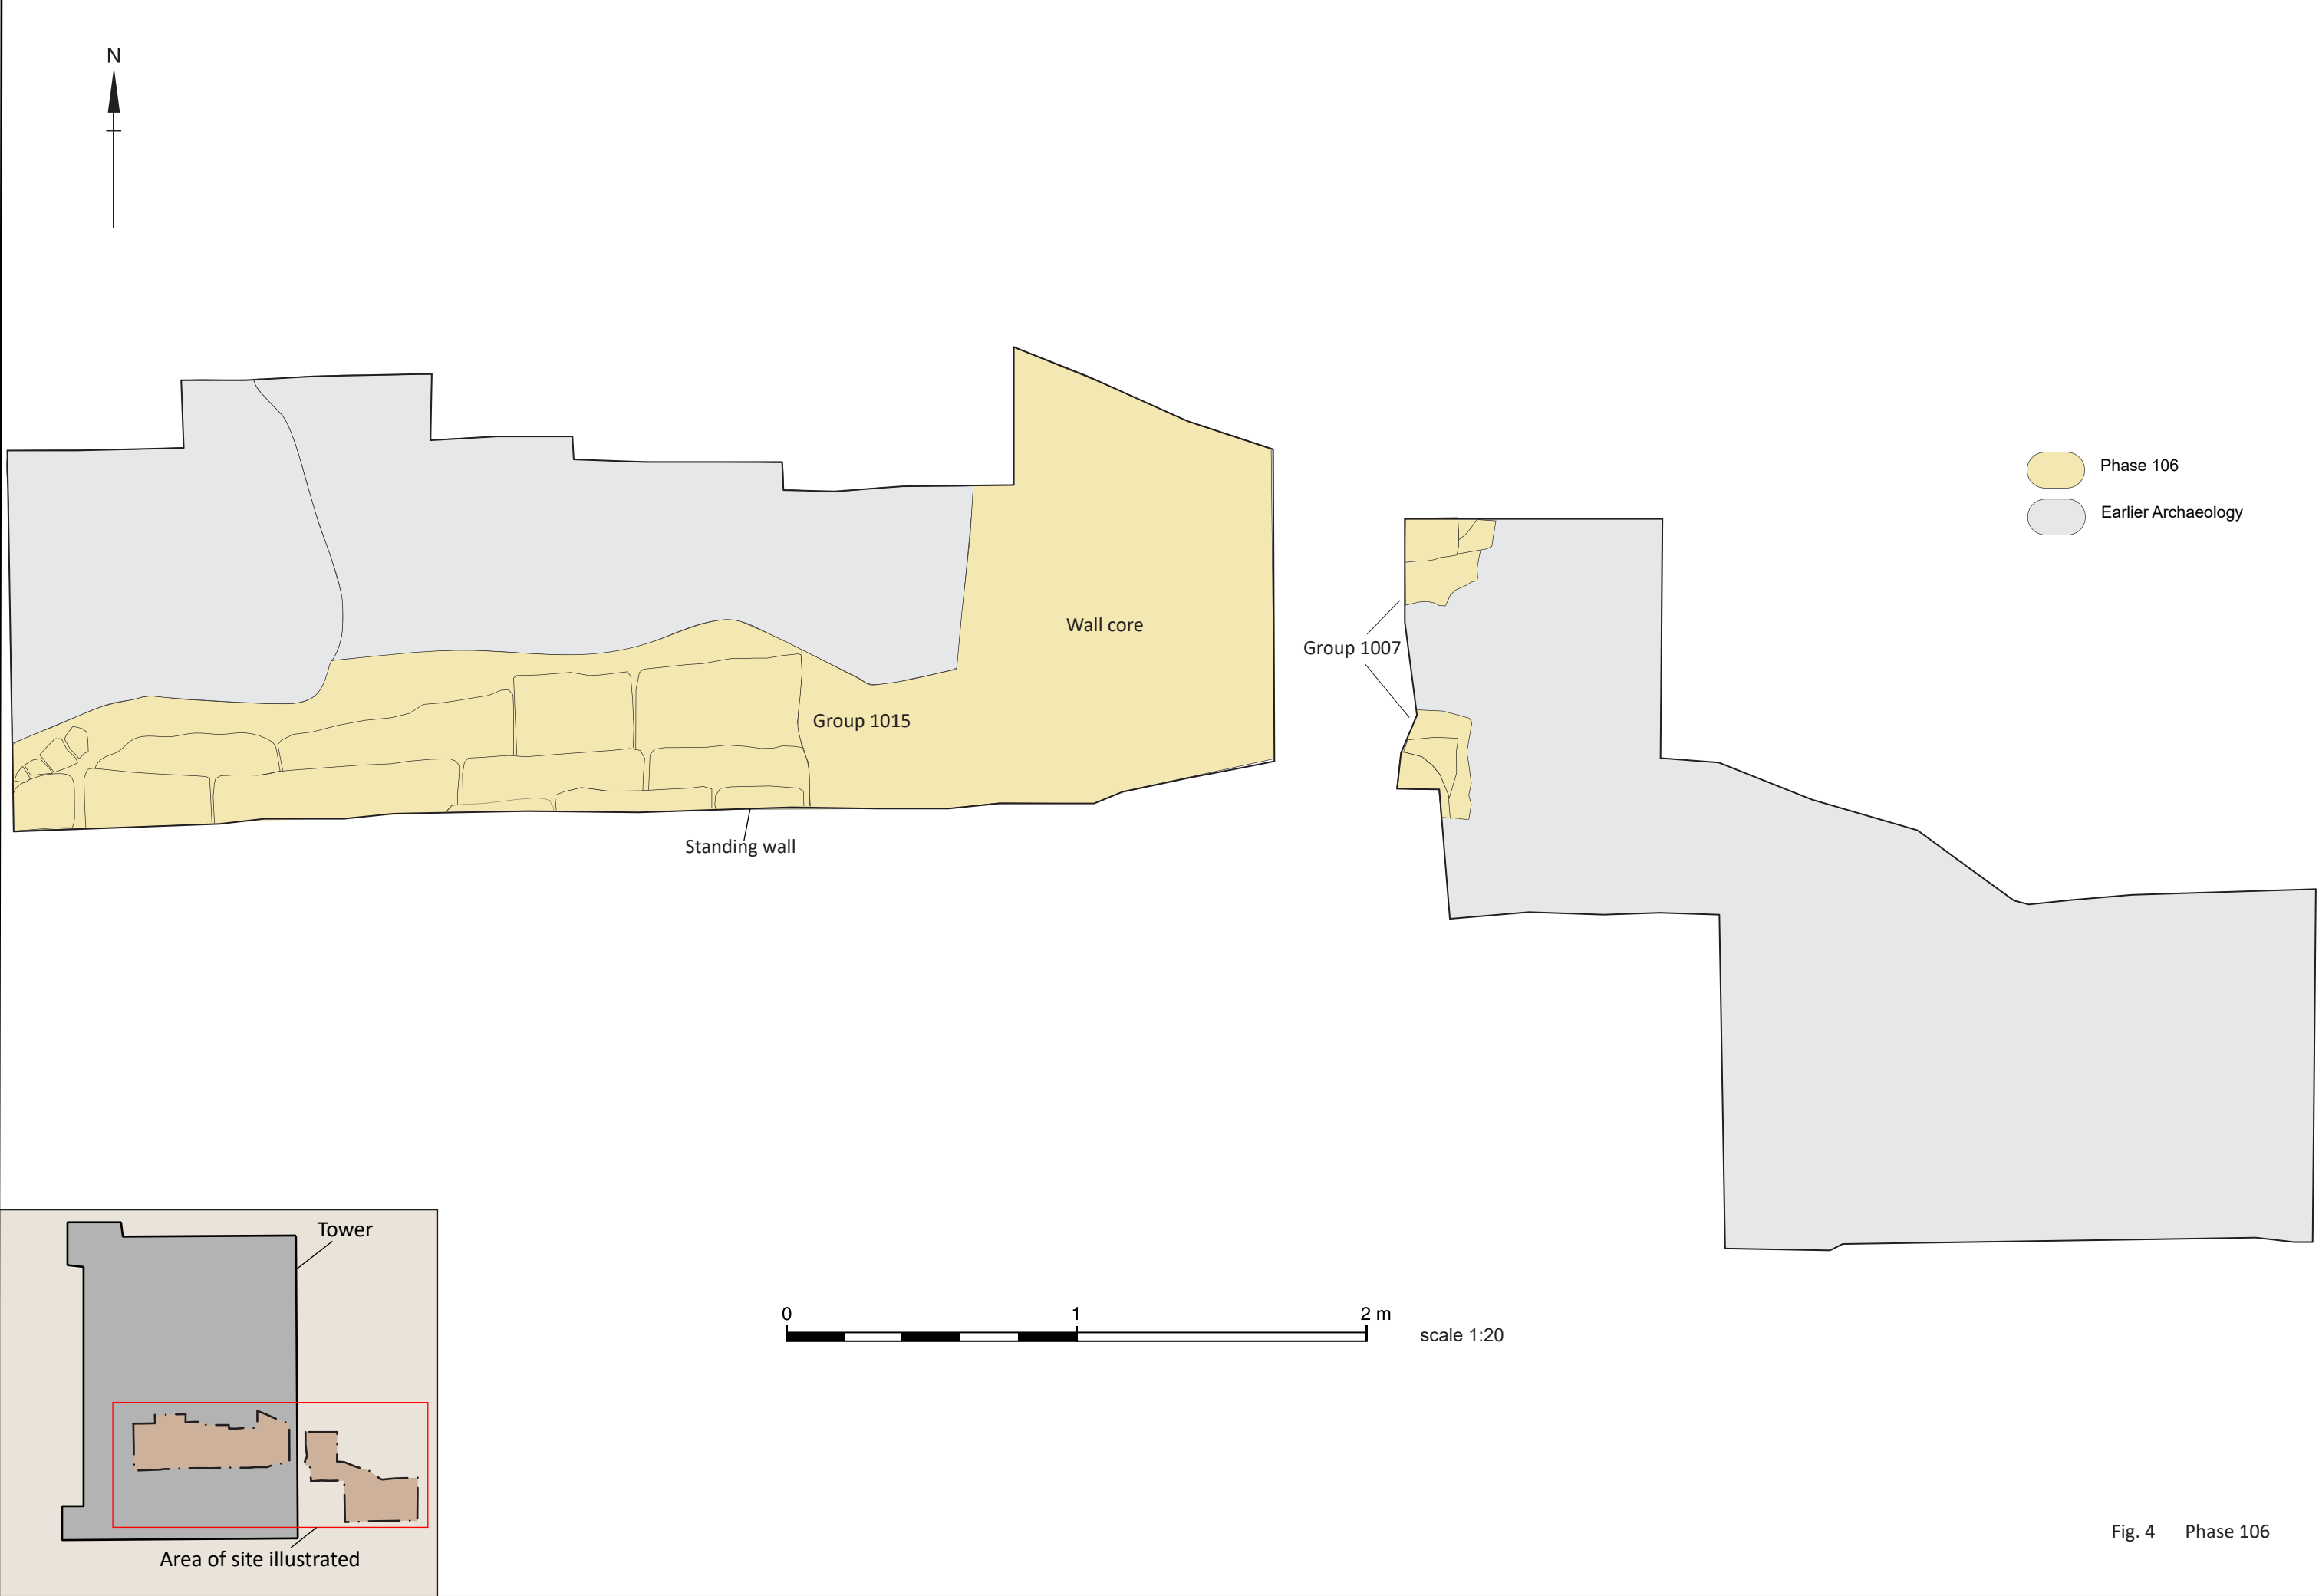 N
Phase 106
Earlier Archaeology
Wall core
Group 1007
Group 1015
Standing wall
Tower
0 1 2 m
scale 1:20
Area of site illustrated
Fig. 4 Phase 106